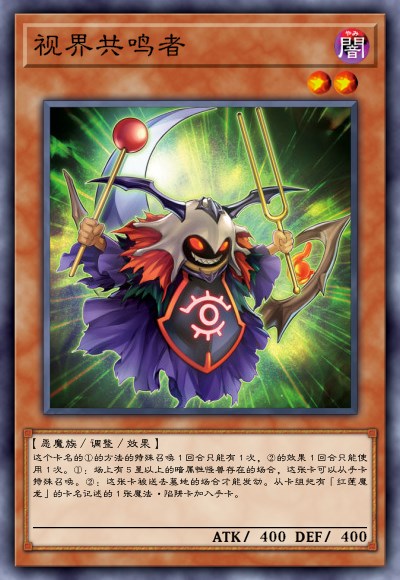 视界共鸣者
やみ
闇
【恶魔族／调整／效果】
这个卡名的①的方法的特殊召唤1回合只能有1次，②的效果1回合只能使
用1次。①：场上有5星以上的暗属性怪兽存在的场合，这张卡可以从手卡
特殊召唤。②：这张卡被送去墓地的场合才能发动。从卡组把有「红莲魔
龙」的卡名记述的1张魔法·陷阱卡加入手卡。
ATK/ 400 DEF/ 400